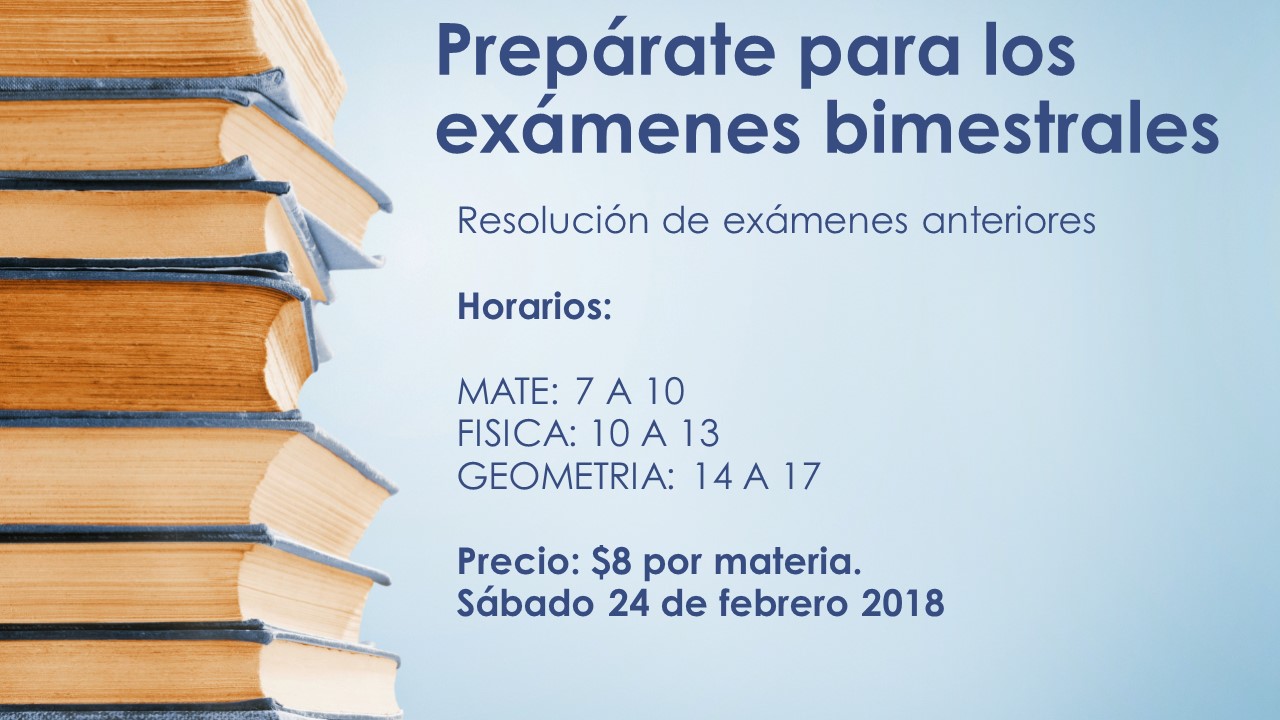 Prepárate para los
exámenes bimestrales
Resolución de exámenes anteriores
Horarios:
MATE: 7 A 10
FISICA: 10 A 13
GEOMETRIA: 14 A 17
Precio: $8 por materia.
Sábado 24 de febrero 2018